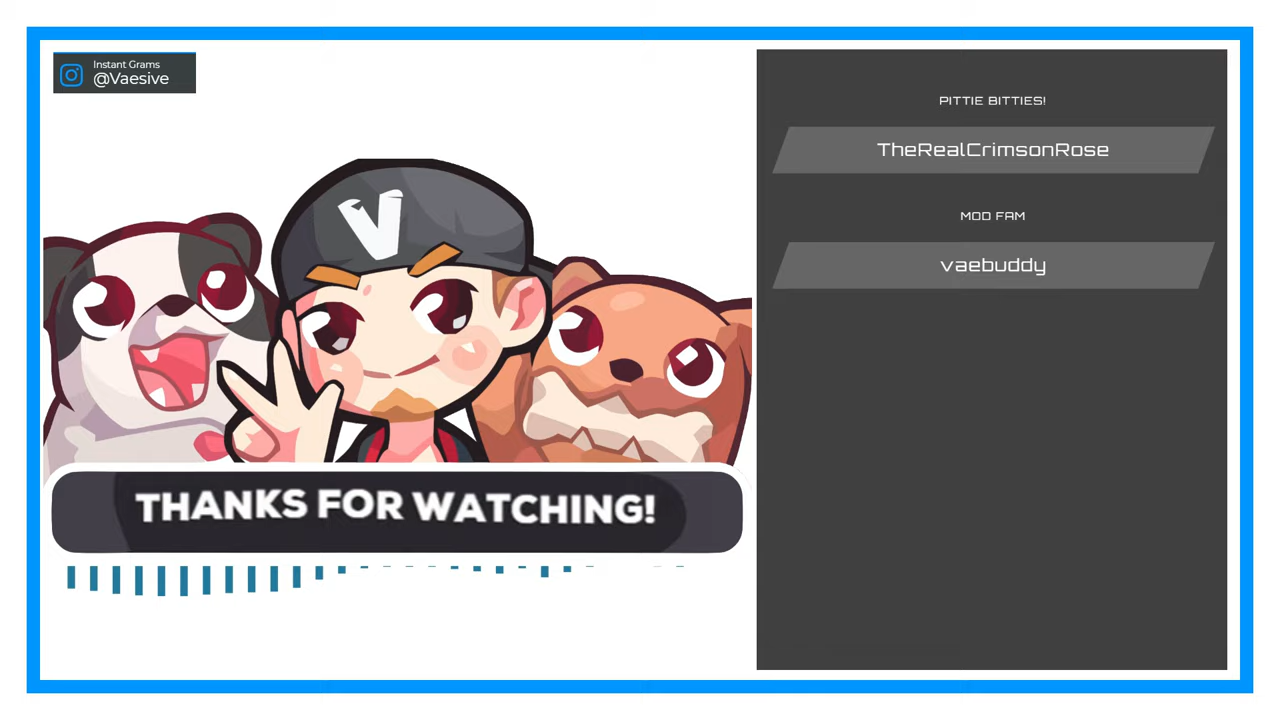 Instant Grams
@Vaesive
V
THANKS FOR WATCHING!
PITTIE BITTIES!
TheRealCrimsonRose
MOD FAM
vaebuddy